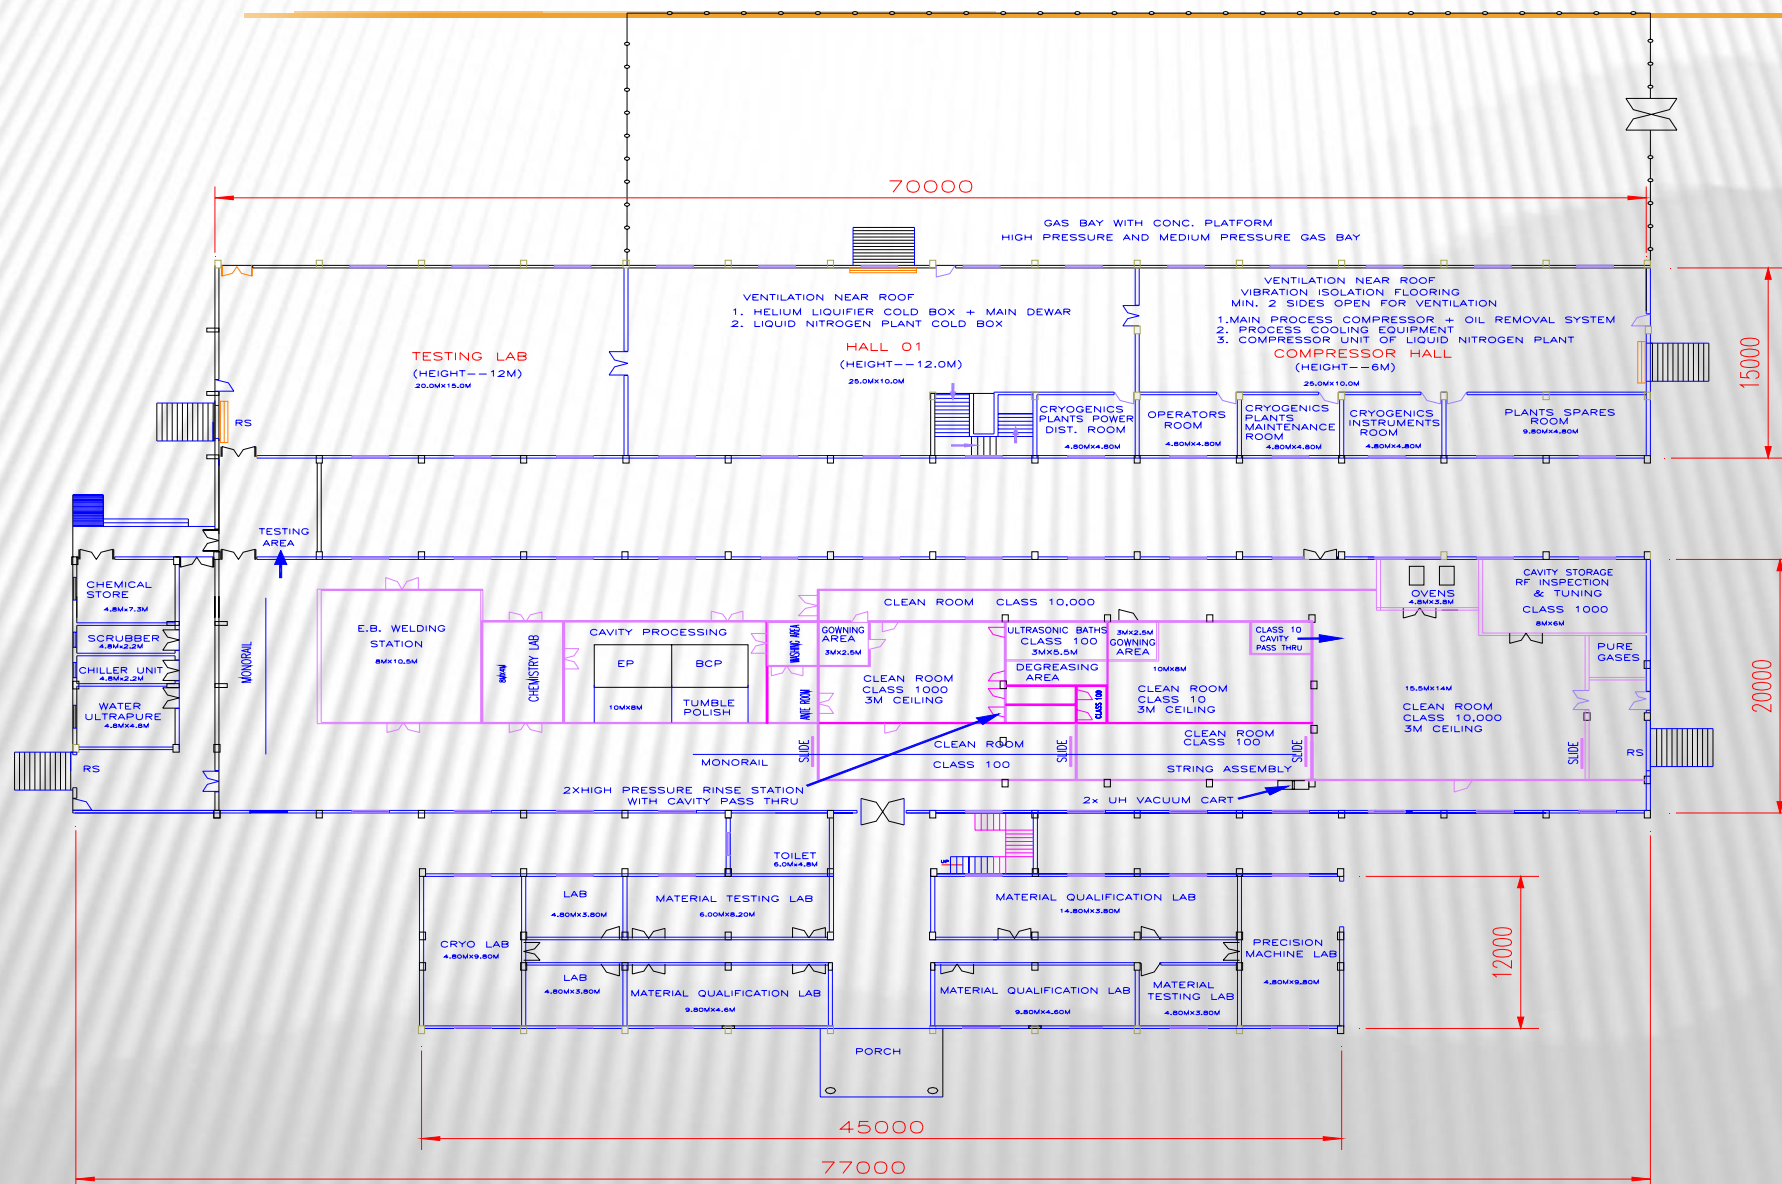 70000
GAS BAY WITH CONC. PLATFORM
HIGH PRESSURE AND MEDIUM PRESSURE GAS BAY
VENTILATION NEAR ROOF
1. HELIUM LIQUIFIER COLD BOX + MAIN DEWAR
2. LIQUID NITROGEN PLANT COLD BOX
HALL 01
(HEIGHT--12.0M)
25.0MX10.0M
VENTILATION NEAR ROOF
VIBRATION ISOLATION FLOORING
MIN. 2 SIDES OPEN FOR VENTILATION
1.MAIN PROCESS COMPRESSOR + OIL REMOVAL SYSTEM
2. PROCESS COOLING EQUIPMENT
3. COMPRESSOR UNIT OF LIQUID NITROGEN PLANT
COMPRESSOR HALL
(HEIGHT--6M)
25.0MX10.0M
TESTING LAB
(HEIGHT--12M)
20.0MX15.0M
15000
RS
CRYOGENICS
PLANTS POWER
DIST. ROOM
4.80MX4.80M
OPERATORS
ROOM
4.80MX4.80M
CRYOGENICS
PLANTS
MAINTENANCE
ROOM
4.80MX4.80M
CRYOGENICS
INSTRUMENTS
ROOM
4.80MX4.80M
PLANTS SPARES
ROOM
9.80MX4.80M
TESTING
AREA
CHEMICAL
STORE
4.8Mx7.3M
SCRUBBER
4.8Mx2.2M
CHILLER UNIT
4.8Mx2.2M
WATER
ULTRAPURE
4.8Mx4.8M
RS
MONORAIL
E.B. WELDING
STATION
8MX10.5M
CHEMISTRY LAB
CAVITY PROCESSING
EP
BCP
10MX8M
TUMBLE
POLISH
WASHING AREA
ANTE ROOM
CLEAN ROOM CLASS 10,000
GOWNING
AREA
3MX2.5M
CLEAN ROOM
CLASS 1000
3M CEILING
ULTRASONIC BATHS
CLASS 100
3MX5.5M
DEGREASING
AREA
CLASS 100
3MX2.5M
GOWNING
AREA
CLASS 10
CAVITY
PASS THRU
10MX8M
CLEAN ROOM
CLASS 10
3M CEILING
OVENS
4.8MX3.8M
CAVITY STORAGE
RF INSPECTION
& TUNING
CLASS 1000
8MX6M
PURE
GASES
15.5MX14M
CLEAN ROOM
CLASS 10,000
3M CEILING
20000
SLIDE
RS
MONORAIL
SLIDE
CLEAN ROOM
CLASS 100
SLIDE
CLEAN ROOM
CLASS 100
SLIDE
STRING ASSEMBLY
2XHIGH PRESSURE RINSE STATION
WITH CAVITY PASS THRU
2x UH VACUUM CART
TOILET
6.0Mx4.8M
UP
CRYO LAB
4.80MX9.80M
LAB
4.80MX3.80M
MATERIAL TESTING LAB
6.00MX8.20M
LAB
4.80MX3.80M
MATERIAL QUALIFICATION LAB
9.80MX4.6M
MATERIAL QUALIFICATION LAB
14.80MX3.80M
MATERIAL QUALIFICATION LAB
9.80MX4.60M
MATERIAL
TESTING LAB
4.80MX3.80M
PRECISION
MACHINE LAB
4.80MX9.80M
12000
PORCH
45000
77000